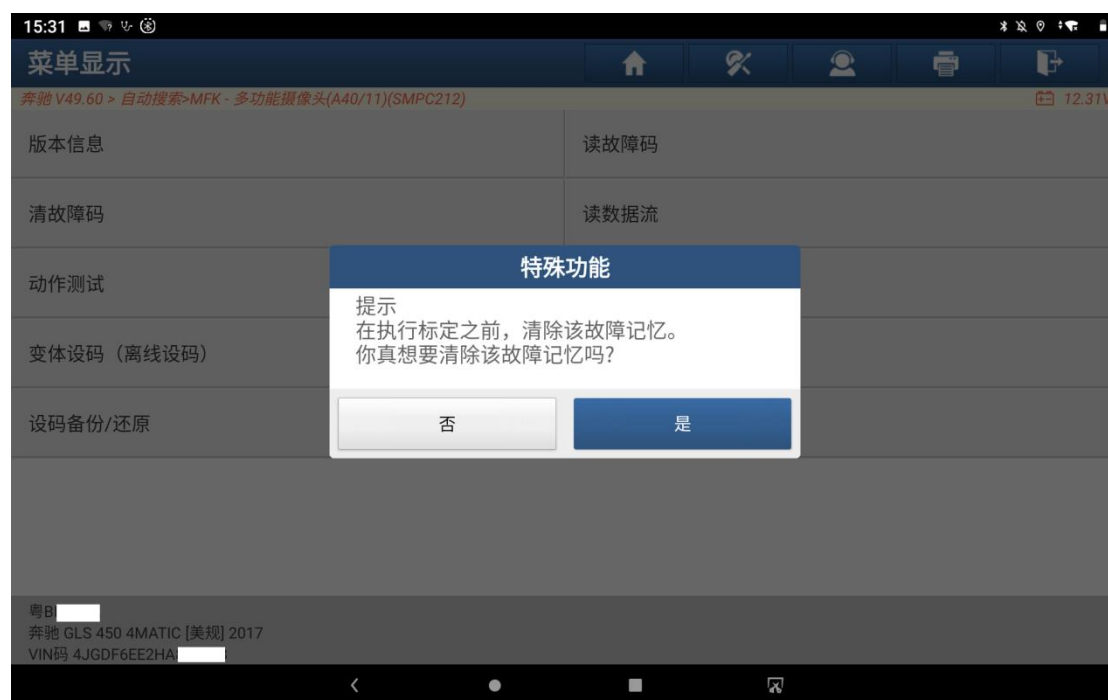 15:31
菜单显示
奔驰 V49.60 > 自动搜索>MFK - 多功能摄像头(A40/11)(SMPC212)
12.31V
版本信息
读故障码
清故障码
读数据流
动作测试
变体设码（离线设码）
设码备份/还原
特殊功能
提示
在执行标定之前，清除该故障记忆。
你真想要清除该故障记忆吗?
否
是
粤B
奔驰 GLS 450 4MATIC [美规] 2017
VIN码 4JGDF6EE2HA